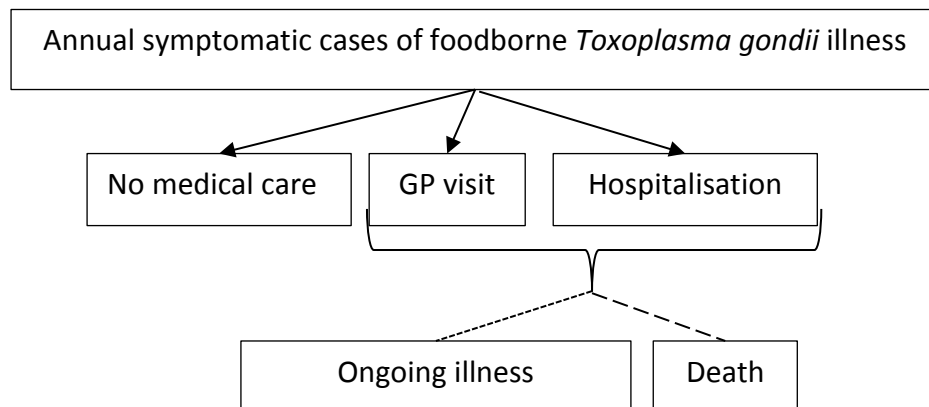 Annual symptomatic cases of foodborne Toxoplasma gondii illness
No medical care
GP visit
Hospitalisation
Ongoing illness
Death